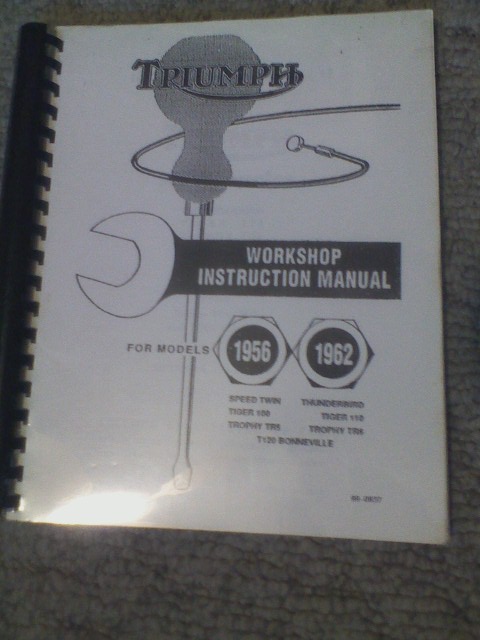 TRIUMPH
WORKSHOP
INSTRUCTION MANUAL
FOR MODELS 1956 1962
SPEED TWIN THUNDERBIRD
TIGER 100 TIGER 110
TROPHY TR5 TROPHY TR6
T120 BONNEVILLE